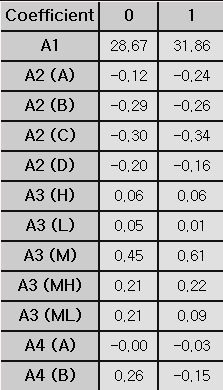 Coefficient 0 1
A1 28.67 31.86
A2 (A) -0.12 -0.24
A2 (B) -0.29 -0.26
A2 (C) -0.30 -0.34
A2 (D) -0.20 -0.16
A3 (H) 0.06 0.06
A3 (L) 0.05 0.01
A3 (M) 0.45 0.61
A3 (MH) 0.21 0.22
A3 (ML) 0.21 0.09
A4 (A) -0.00 -0.03
A4 (B) 0.26 -0.15